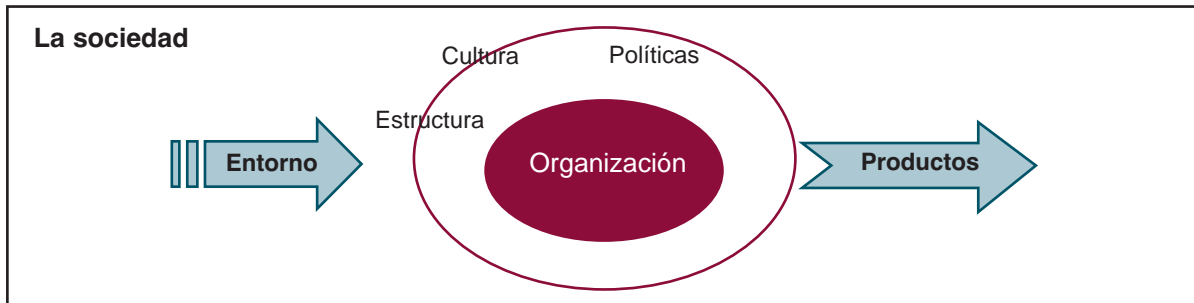 La sociedad
Cultura
Políticas
Estructura
Entorno
Organización
Productos